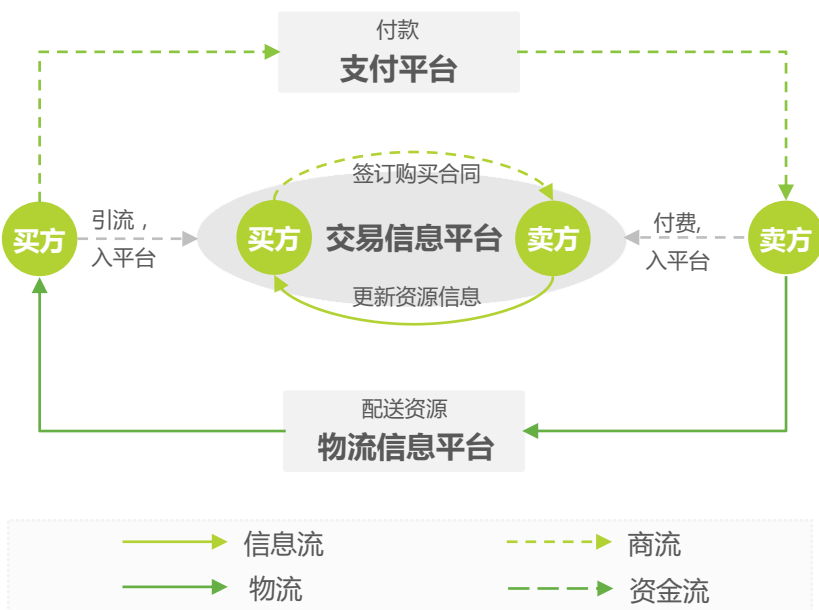 付款
支付平台
签订购买合同
买方
引流，
入平台
买方
交易信息平台
卖方
付费,
入平台
卖方
更新资源信息
配送资源
物流信息平台
信息流
商流
物流
资金流